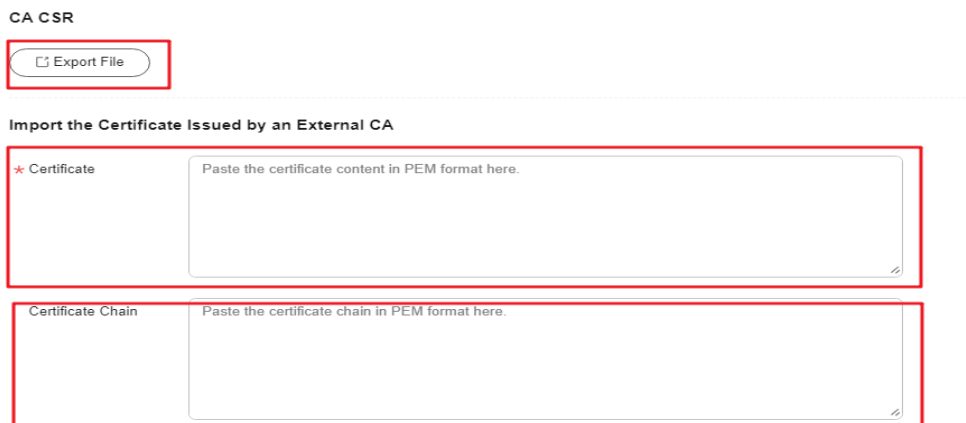 CA CSR
Export File
Import the Certificate Issued by an External CA
* Certificate
Paste the certificate content in PEM format here.
Certificate Chain
Paste the certificate chain in PEM format here.